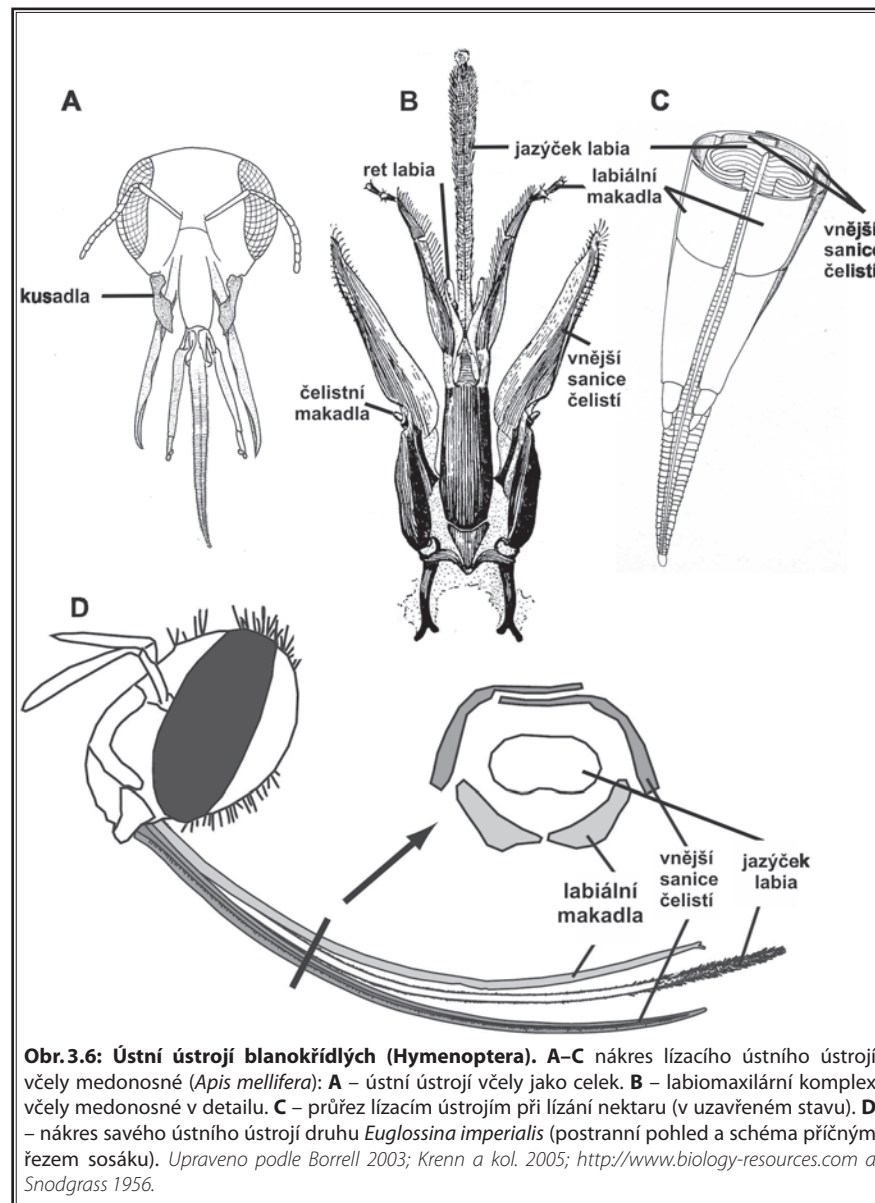 A
B
C
jazýček labia
ret labia
labiální
makadla
vnější
sanice
čelistí
kusadla
vnější
sanice
čelistí
čelistní
makadla
D
vnější
sanice
čelistí
jazýček
labia
labiální
makadla
Obr. 3.6: Ústní ústrojí blanokřídlých (Hymenoptera). A–C nákres lízacího ústního ústrojí
včely medonosné (Apis mellifera): A – ústní ústrojí včely jako celek. B – labiomaxilární komplex
včely medonosné v detailu. C – průřez lízacím ústrojím při lízání nektaru (v uzavřeném stavu). D
– nákres savého ústního ústrojí druhu Euglossina imperialis (postranní pohled a schéma příčným
řezem sosáku). Upraveno podle Borrell 2003; Krenn a kol. 2005; http://www.biology-resources.com a
Snodgrass 1956.